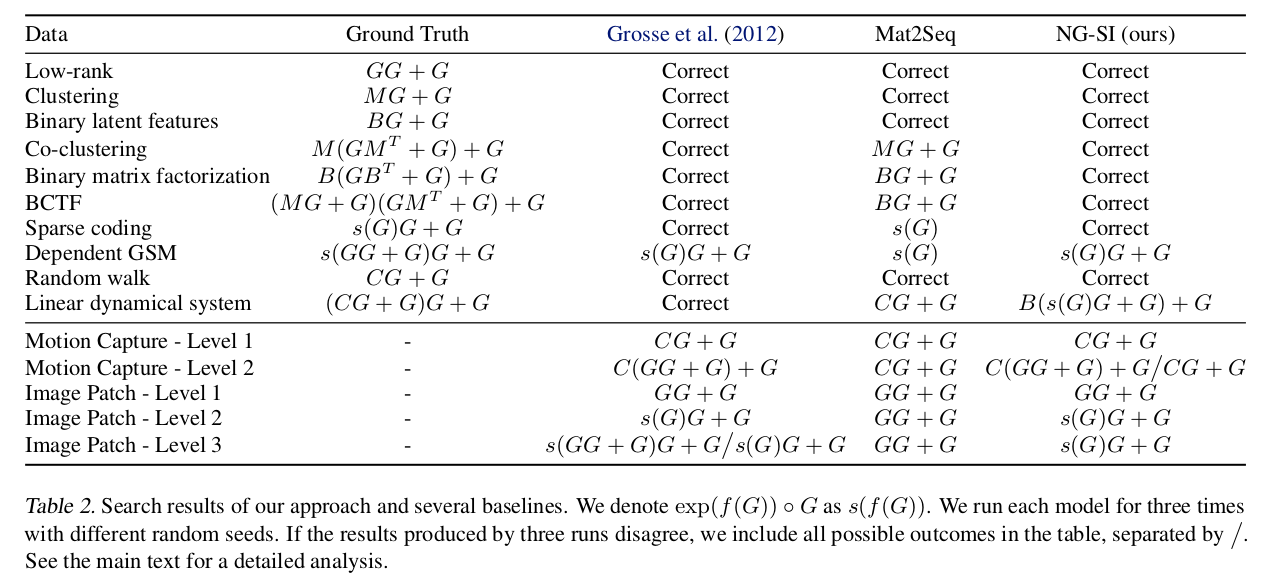 Data Ground Truth Grosse et al. (2012) Mat2Seq NG-SI (ours)
Low-rank GG + G Correct Correct Correct
Clustering MG + G Correct Correct Correct
Binary latent features BG + G Correct Correct Correct
Co-clustering M(GM^T + G) + G Correct MG + G Correct
Binary matrix factorization B(GB^T + G) + G Correct BG + G Correct
BCTF (MG + G)(GM^T + G) + G Correct BG + G Correct
Sparse coding s(G)G + G Correct s(G) Correct
Dependent GSM s(GG + G)G + G s(G)G + G s(G) s(G)G + G
Random walk CG + G Correct Correct Correct
Linear dynamical system (CG + G)G + G Correct CG + G B(s(G)G + G) + G
Motion Capture - Level 1 - CG + G CG + G CG + G
Motion Capture - Level 2 - C(GG + G) + G CG + G C(GG + G) + G/CG + G
Image Patch - Level 1 - GG + G GG + G GG + G
Image Patch - Level 2 - s(G)G + G GG + G s(G)G + G
Image Patch - Level 3 - s(GG + G)G + G/s(G)G + G GG + G s(G)G + G
Table 2. Search results of our approach and several baselines. We denote exp(f(G)) ∘ G as s(f(G)). We run each model for three times
with different random seeds. If the results produced by three runs disagree, we include all possible outcomes in the table, separated by /.
See the main text for a detailed analysis.